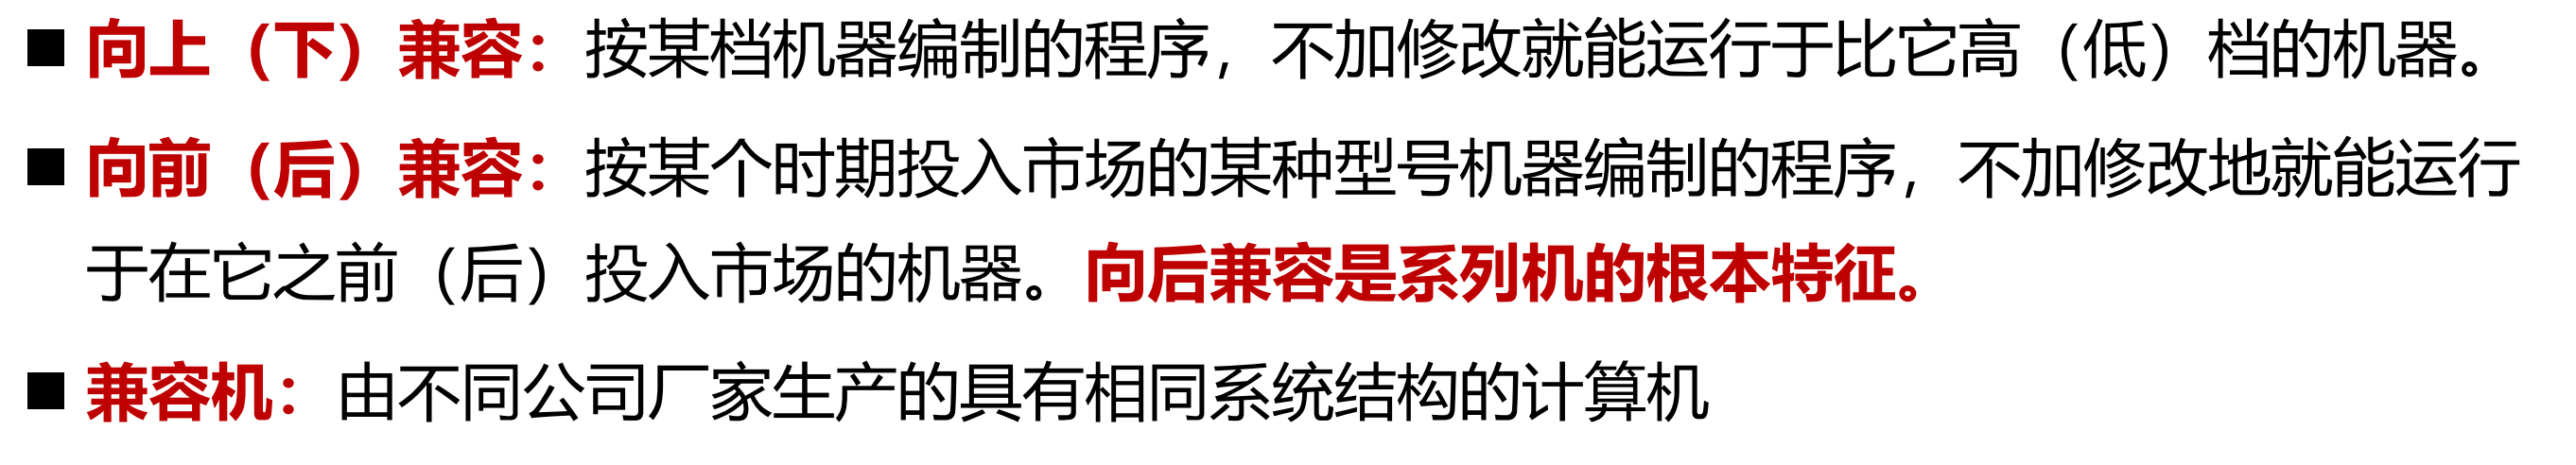 ■ 向上（下）兼容：按某档机器编制的程序，不加修改就能运行于比它高（低）档的机器。
■ 向前（后）兼容：按某个时期投入市场的某种型号机器编制的程序，不加修改地就能运行
于在它之前（后）投入市场的机器。向后兼容是系列机的根本特征。
■ 兼容机：由不同公司厂家生产的具有相同系统结构的计算机